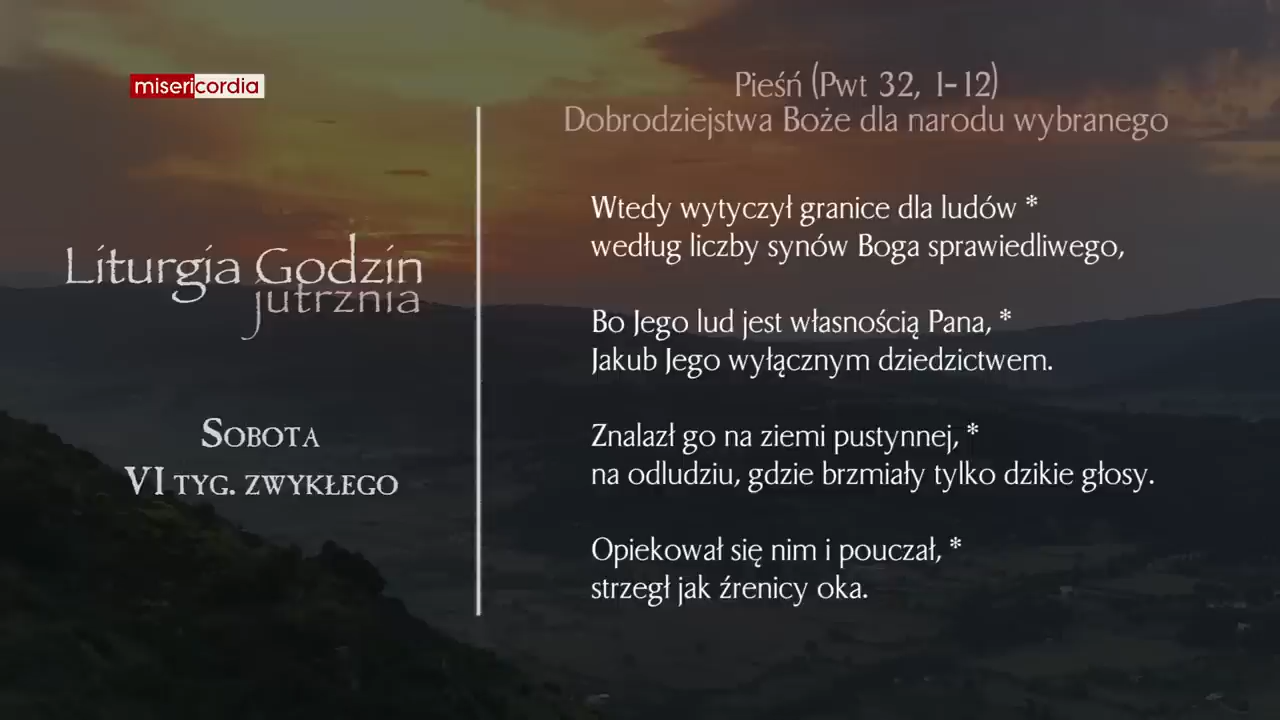 misericordia
Liturgia Godzin
jutrznia
Sobota
VI tyg. zwykłego
Pieśń (Pwt 32, 1-12)
Dobrodziejstwa Boże dla narodu wybranego
Wtedy wytyczył granice dla ludów *
według liczby synów Boga sprawiedliwego,
Bo Jego lud jest własnością Pana, *
Jakub Jego wyłącznym dziedzictwem.
Znalazł go na ziemi pustynnej, *
na odludziu, gdzie brzmiały tylko dzikie głosy.
Opiekował się nim i pouczał, *
strzegł jak źrenicy oka.